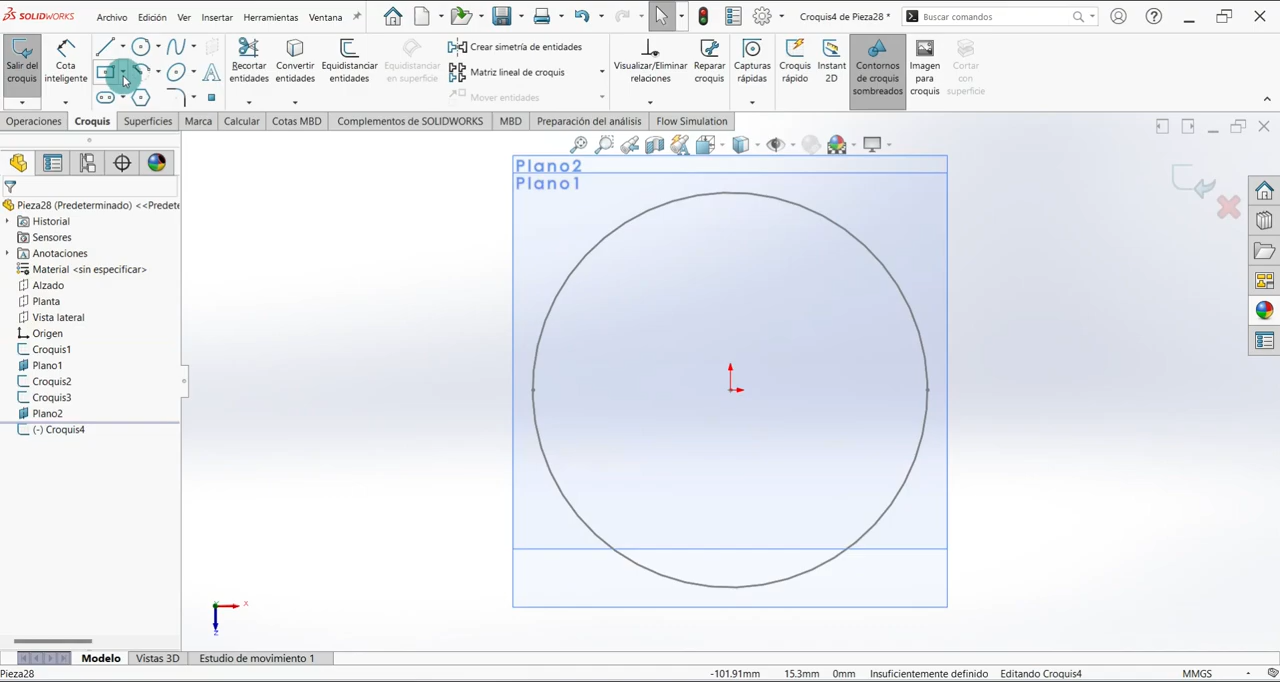 SOLIDWORKS
Archivo
Edición
Ver
Insertar
Herramientas
Ventana
Croquis4 de Pieza28 *
Buscar comandos
Salir del croquis
Cota inteligente
Recortar entidades
Convertir entidades
Equidistanciar entidades
Equidistanciar en superficie
Crear simetría de entidades
Matriz lineal de croquis
Mover entidades
Visualizar/Eliminar relaciones
Reparar croquis
Capturas rápidas
Croquis rápido
Instant 2D
Contornos de croquis sombreados
Imagen para croquis
Cortar con superficie
Operaciones
Croquis
Superficies
Marca
Calcular
Cotas MBD
Complementos de SOLIDWORKS
MBD
Preparación del análisis
Flow Simulation
Pieza28 (Predeterminado) <<Prede
Historial
Sensores
Anotaciones
Material <sin especificar>
Alzado
Planta
Vista lateral
Origen
Croquis1
Plano1
Croquis2
Croquis3
Plano2
(-) Croquis4
Plano2
Plano1
X
Z
Modelo
Vistas 3D
Estudio de movimiento 1
Pieza28
-101.91mm
15.3mm
0mm
Insuficientemente definido
Editando Croquis4
MMGS